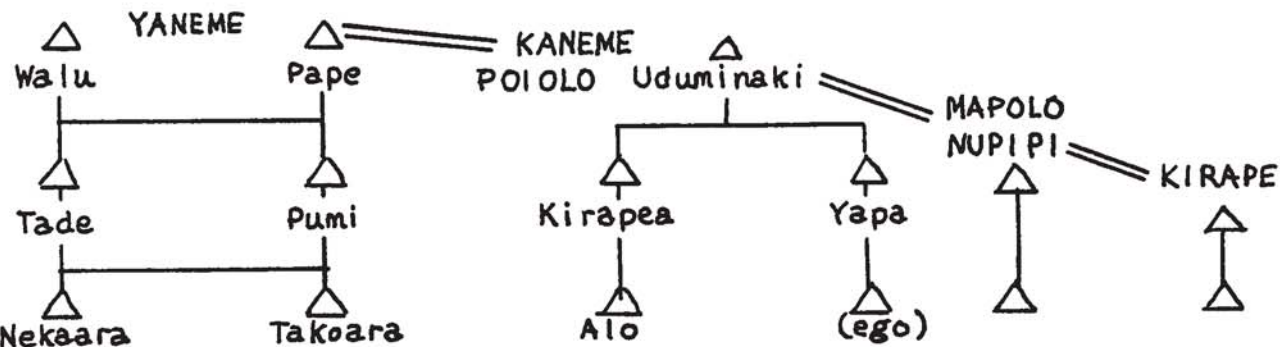 YANEME
KANEME
Walu Pape POIOLO Uduminaki
MAPOLO
NUPIPI
KIRAPE
Tade Pumi Kirapea Yapa
Nekaara Takoara Alo (ego)